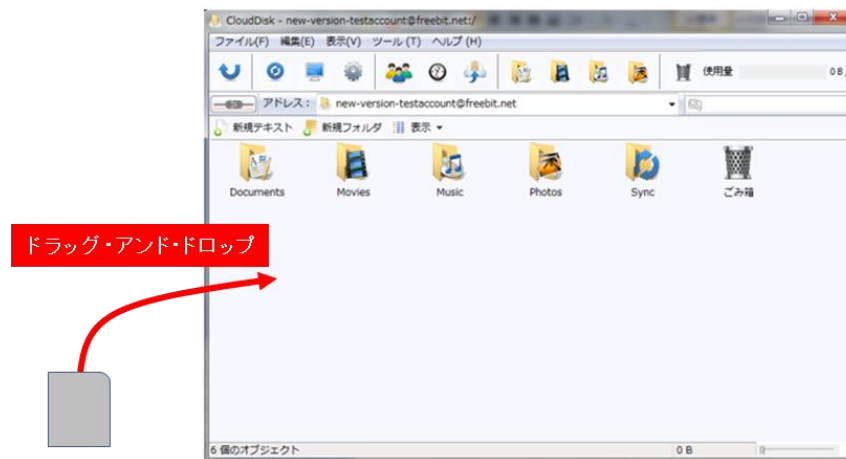 CloudDisk - new-version-testaccount@freebit.net:/
ファイル(F) 編集(E) 表示(V) ツール(T) ヘルプ(H)
使用量 0 B
アドレス: new-version-testaccount@freebit.net
新規テキスト 新規フォルダ 表示
Documents Movies Music Photos Sync ごみ箱
ドラッグ・アンド・ドロップ
6 個のオブジェクト 0 B